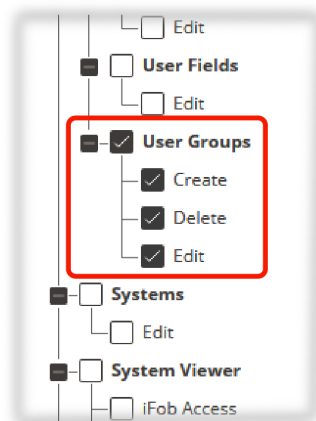 Edit
User Fields
Edit
User Groups
Create
Delete
Edit
Systems
Edit
System Viewer
iFob Access